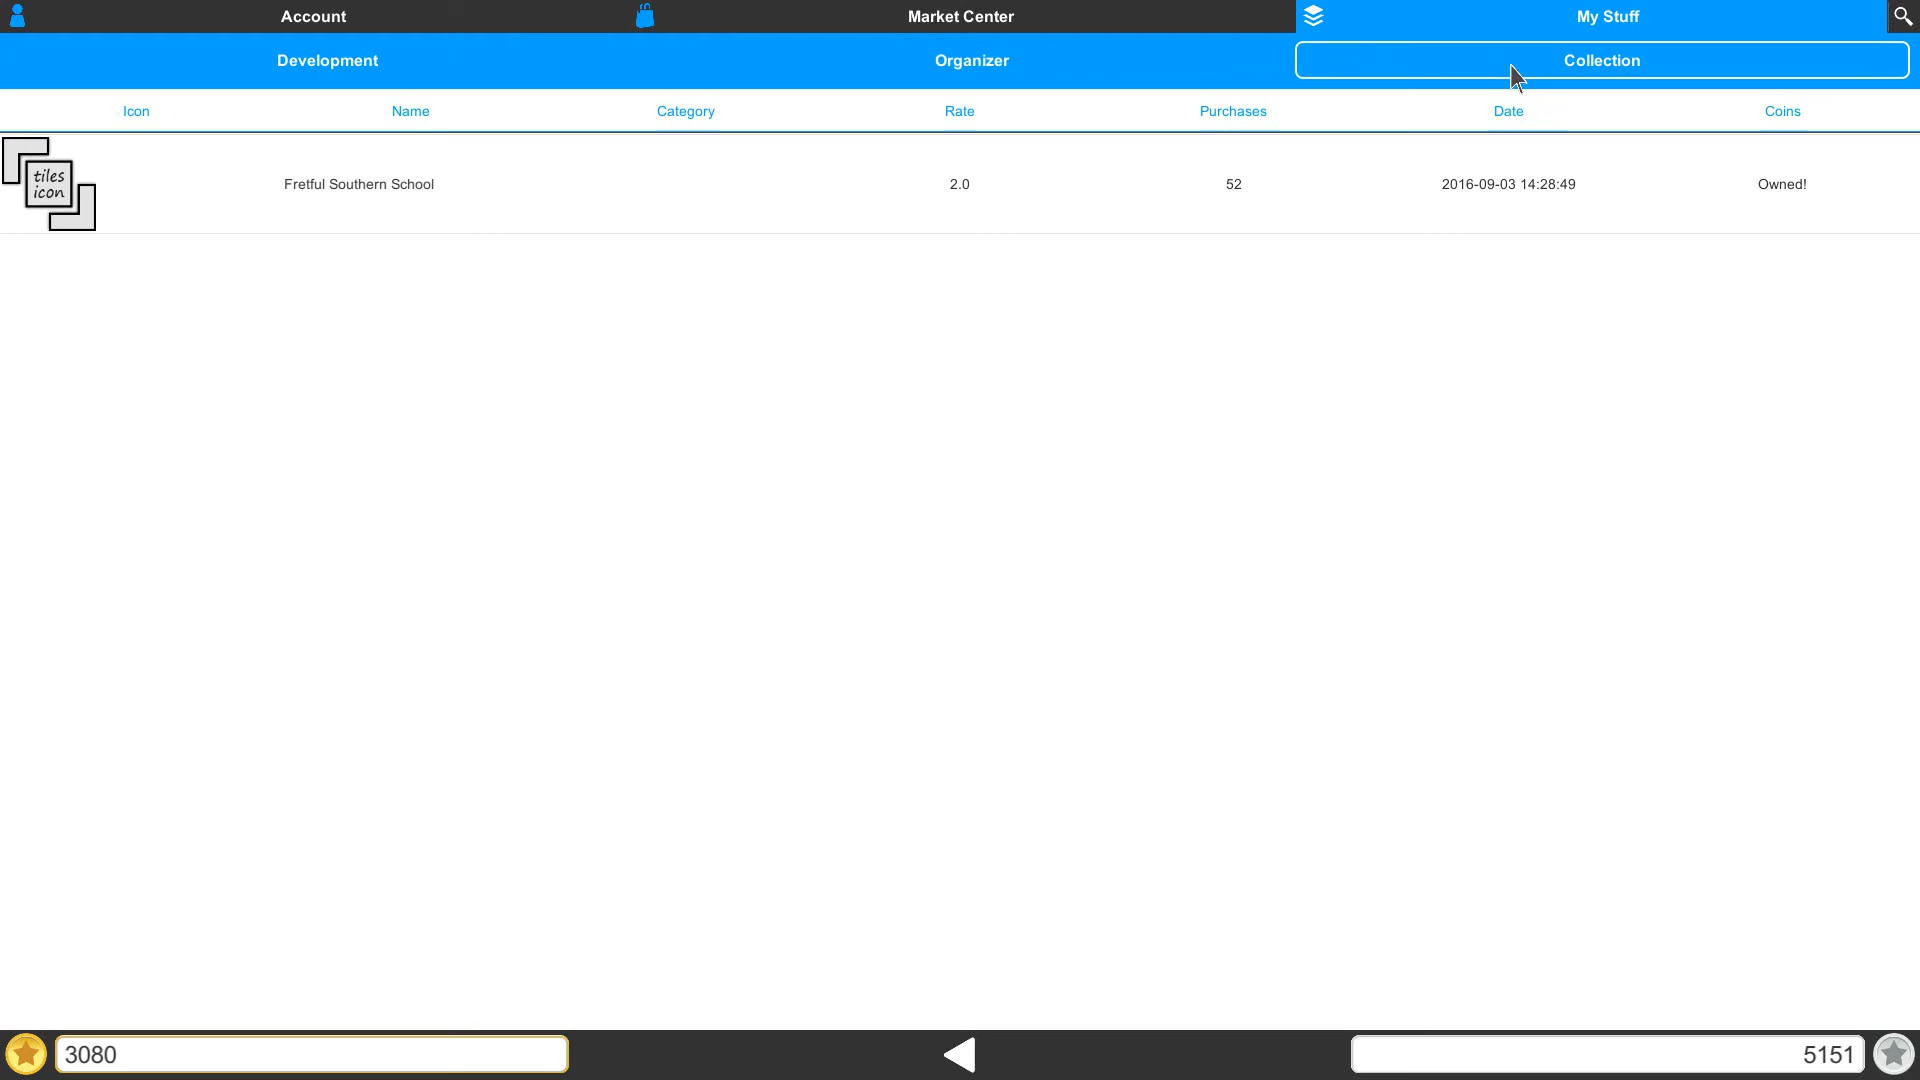 Account Market Center My Stuff
Development Organizer Collection
Icon Name Category Rate Purchases Date Coins
tiles
icon
Fretful Southern School 2.0 52 2016-09-03 14:28:49 Owned!
3080 5151